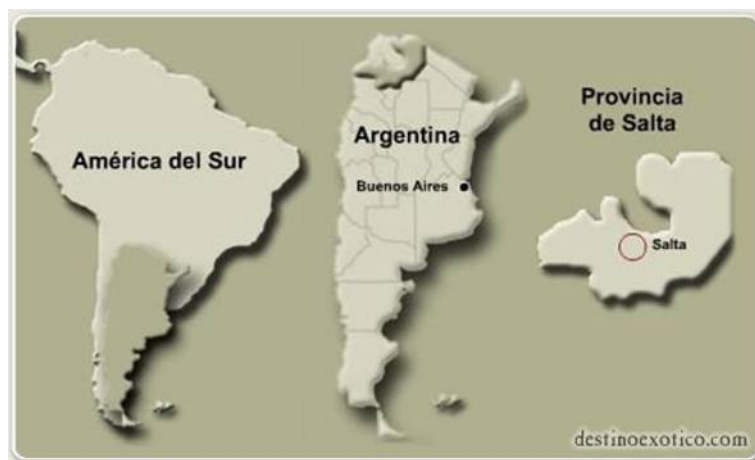 América del Sur
Argentina
Buenos Aires
Provincia
de Salta
Salta
destinoexotico.com